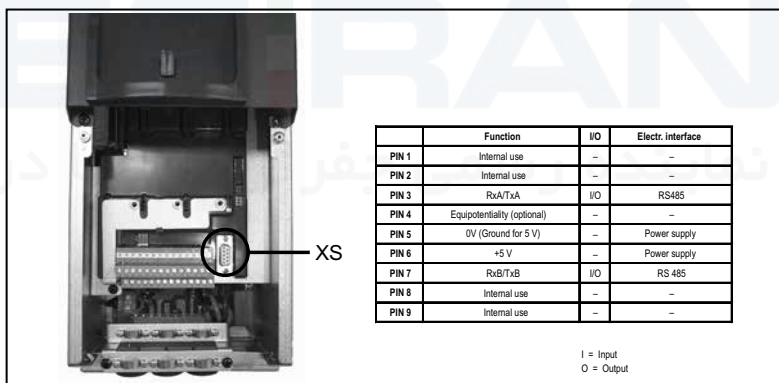 XS
Function I/O Electr. interface
PIN 1 Internal use – –
PIN 2 Internal use – –
PIN 3 RxA/TxA I/O RS485
PIN 4 Equipotentiality (optional) – –
PIN 5 0V (Ground for 5 V) – Power supply
PIN 6 +5 V – Power supply
PIN 7 RxB/TxB I/O RS 485
PIN 8 Internal use – –
PIN 9 Internal use – –
I = Input
O = Output